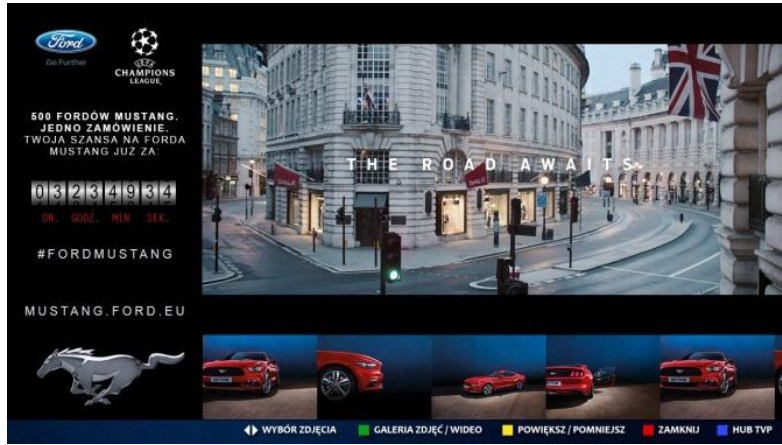 Ford
Go Further
UEFA
CHAMPIONS
LEAGUE
500 FORDÓW MUSTANG.
JEDNO ZAMÓWIENIE.
TWOJA SZANSA NA FORDA
MUSTANG JUŻ ZA:
03 23 49 34
DN. GODZ. MIN SEK.
#FORDMUSTANG
MUSTANG.FORD.EU
THE ROAD AWAITS
SALE
SALE
WYBÓR ZDJĘCIA
GALERIA ZDJĘĆ / WIDEO
POWIĘKSZ / POMNIEJSZ
ZAMKNIJ
HUB TVP